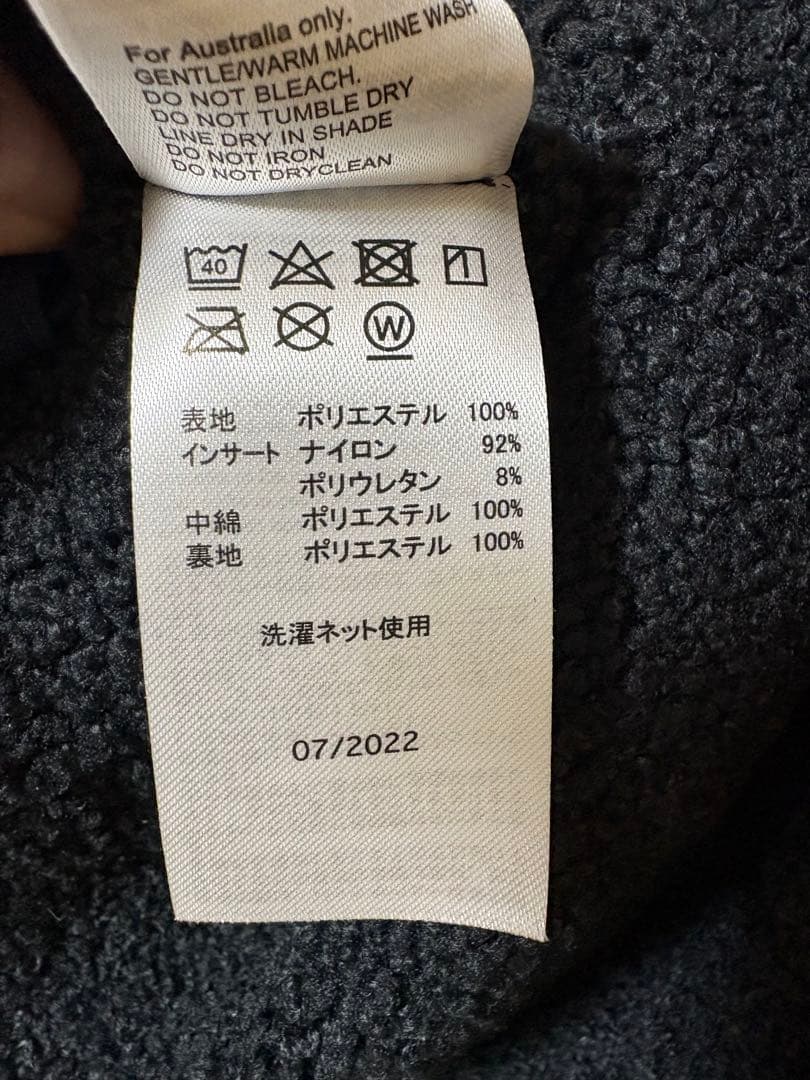 For Australia only.
GENTLE/WARM MACHINE WASH
DO NOT BLEACH.
DO NOT TUMBLE DRY
LINE DRY IN SHADE
DO NOT IRON
DO NOT DRYCLEAN
40
W
表地 ポリエステル 100%
インサート ナイロン 92%
ポリウレタン 8%
中綿 ポリエステル 100%
裏地 ポリエステル 100%
洗濯ネット使用
07/2022